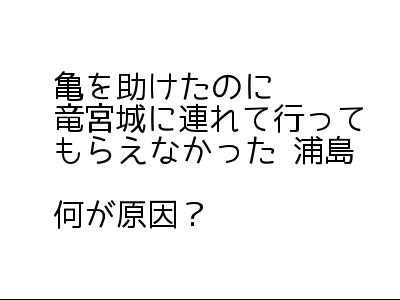 亀を助けたのに
竜宮城に連れて行って
もらえなかった 浦島
何が原因？